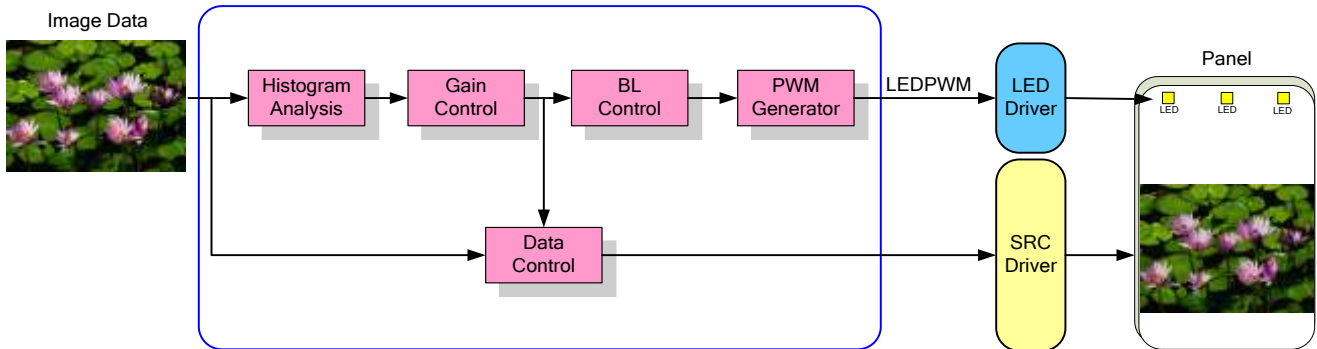 Image Data
Histogram
Analysis
Gain
Control
BL
Control
PWM
Generator
LEDPWM
LED
Driver
Panel
LED
LED
LED
Data
Control
SRC
Driver